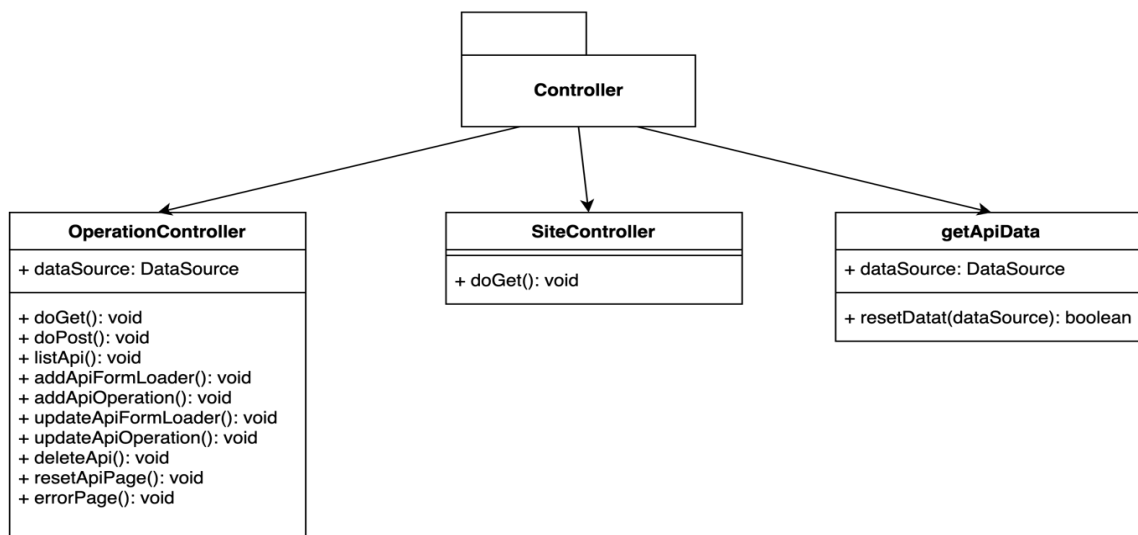 Controller
OperationController
+ dataSource: DataSource
+ doGet(): void
+ doPost(): void
+ listApi(): void
+ addApiFormLoader(): void
+ addApiOperation(): void
+ updateApiFormLoader(): void
+ updateApiOperation(): void
+ deleteApi(): void
+ resetApiPage(): void
+ errorPage(): void
SiteController
+ doGet(): void
getApiData
+ dataSource: DataSource
+ resetDatat(dataSource): boolean